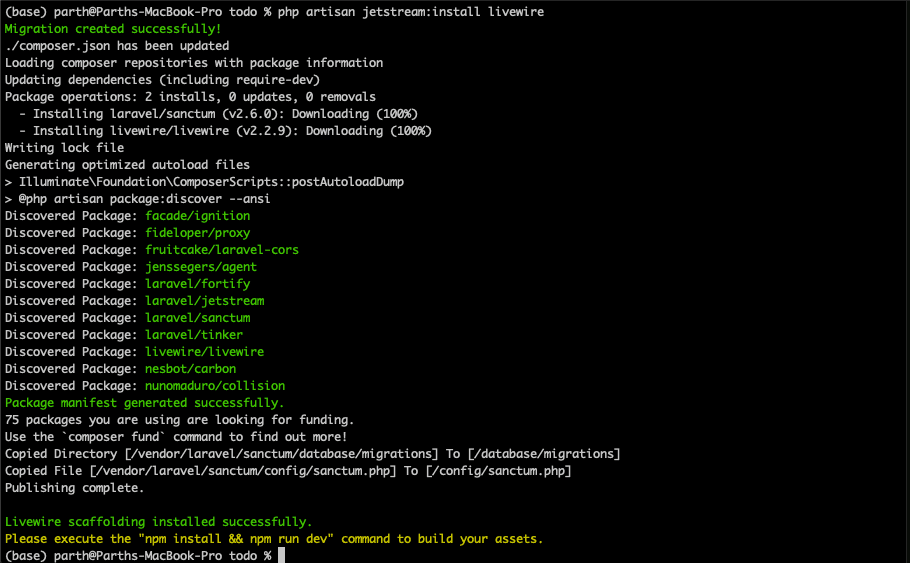 (base) parth@Parths-MacBook-Pro todo % php artisan jetstream:install livewire
Migration created successfully!
./composer.json has been updated
Loading composer repositories with package information
Updating dependencies (including require-dev)
Package operations: 2 installs, 0 updates, 0 removals
  - Installing laravel/sanctum (v2.6.0): Downloading (100%)
  - Installing livewire/livewire (v2.2.9): Downloading (100%)
Writing lock file
Generating optimized autoload files
> Illuminate\Foundation\ComposerScripts::postAutoloadDump
> @php artisan package:discover --ansi
Discovered Package: facade/ignition
Discovered Package: fideloper/proxy
Discovered Package: fruitcake/laravel-cors
Discovered Package: jenssegers/agent
Discovered Package: laravel/fortify
Discovered Package: laravel/jetstream
Discovered Package: laravel/sanctum
Discovered Package: laravel/tinker
Discovered Package: livewire/livewire
Discovered Package: nesbot/carbon
Discovered Package: nunomaduro/collision
Package manifest generated successfully.
75 packages you are using are looking for funding.
Use the `composer fund` command to find out more!
Copied Directory [/vendor/laravel/sanctum/database/migrations] To [/database/migrations]
Copied File [/vendor/laravel/sanctum/config/sanctum.php] To [/config/sanctum.php]
Publishing complete.
Livewire scaffolding installed successfully.
Please execute the "npm install && npm run dev" command to build your assets.
(base) parth@Parths-MacBook-Pro todo %